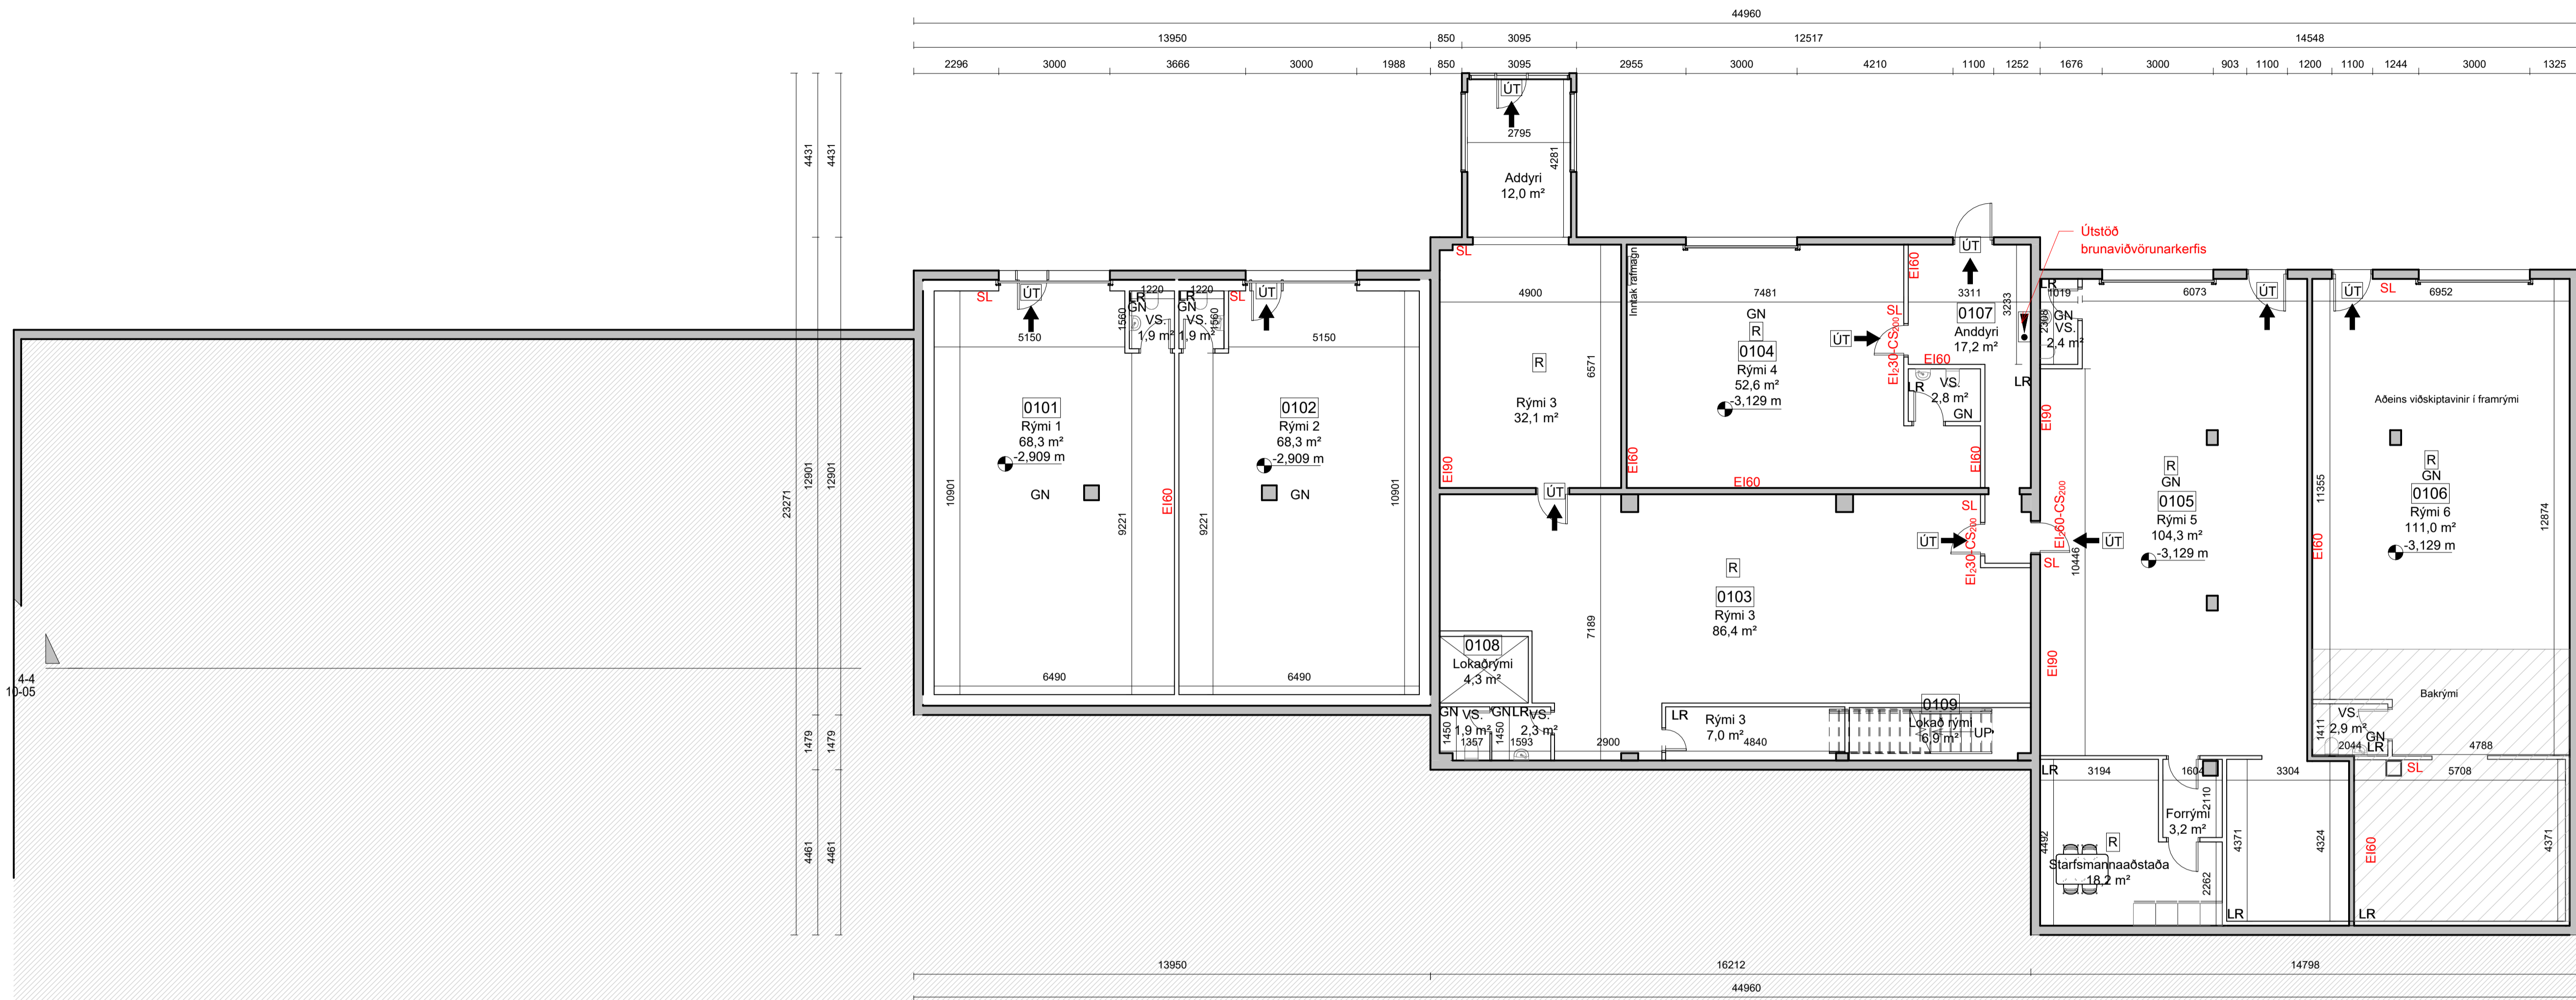 44960
13950
850
3095
12517
14548
2296
3000
3666
3000
1988
850
3095
2955
3000
4210
1100
1252
1676
3000
903
1100
1200
1100
1244
3000
1325
4431
4431
12901
12901
23271
1479
1479
4461
4461
4-4
10-05
ÚT
2795
4281
Addyri
12,0 m²
SL
ÚT
5150
1560
1220
LR
GN
VS.
1,9 m²
0101
Rými 1
68,3 m²
-2,909 m
GN
10901
9221
EI60
6490
1220
LR
GN
VS.
1,9 m²
1560
SL
ÚT
5150
0102
Rými 2
68,3 m²
-2,909 m
GN
9221
10901
6490
SL
4900
R
6571
Rými 3
32,1 m²
EI90
EI60
Inntak rafmagn
7481
GN
R
0104
Rými 4
52,6 m²
-3,129 m
EI60
ÚT
EI₂30-CS₂₀₀
SL
EI60
ÚT
3311
3233
0107
Anddyri
17,2 m²
EI60
LR
VS.
2,8 m²
GN
LR
EI60
Útstöð
brunaviðvörunarkerfis
ÚT
R
0103
Rými 3
86,4 m²
7189
SL
ÚT
EI₂30-CS₂₀₀
0108
Lokaðrými
4,3 m²
GN
VS.
1,9 m²
1450
1357
GN
LR
VS.
2,3 m²
1450
1593
2900
LR
Rými 3
7,0 m²
4840
0109
Lokað rými
6,9 m²
UP
LR
1019
GN
VS.
2,4 m²
2308
6073
ÚT
EI90
R
GN
0105
Rými 5
104,3 m²
-3,129 m
EI₂60-CS₂₀₀
ÚT
SL
10446
EI90
ÚT
SL
6952
Aðeins viðskiptavinir í framrými
R
GN
0106
Rými 6
111,0 m²
-3,129 m
11355
12874
EI60
Bakrými
VS.
2,9 m²
1411
GN
2044
LR
4788
SL
5708
LR
3194
1604
3304
2110
Forrými
3,2 m²
4492
R
Starfsmannaaðstaða
18,2 m²
2262
4371
4324
EI60
4371
LR
LR
13950
16212
14798
44960